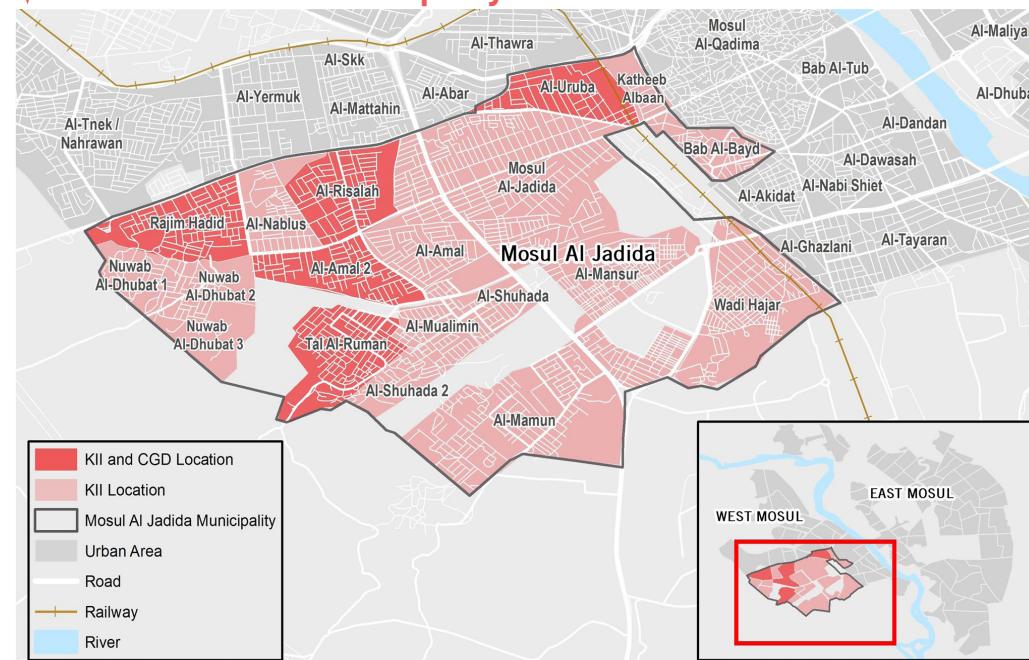 Mosul
Al-Qadima
Al-Maliya
Al-Thawra
Al-Skk
Bab Al-Tub
Al-Yermuk
Al-Abar
Al-Uruba
Katheeb
Albaan
Al-Dhuba
Al-Mattahin
Al-Tnek /
Nahrawan
Al-Dandan
Bab Al-Bayd
Al-Dawasah
Mosul
Al-Jadida
Al-Risalah
Al-Nabi Shiet
Al-Akidat
Rajim Hadid
Al-Nablus
Al-Ghazlani
Al-Tayaran
Al-Amal
Mosul Al Jadida
Al-Mansur
Nuwab
Al-Dhubat 1
Nuwab
Al-Dhubat 2
Al-Amal 2
Al-Shuhada
Wadi Hajar
Nuwab
Al-Dhubat 3
Al-Mualimin
Tal Al-Ruman
Al-Shuhada 2
Al-Mamun
KII and CGD Location
KII Location
Mosul Al Jadida Municipality
Urban Area
Road
Railway
River
EAST MOSUL
WEST MOSUL